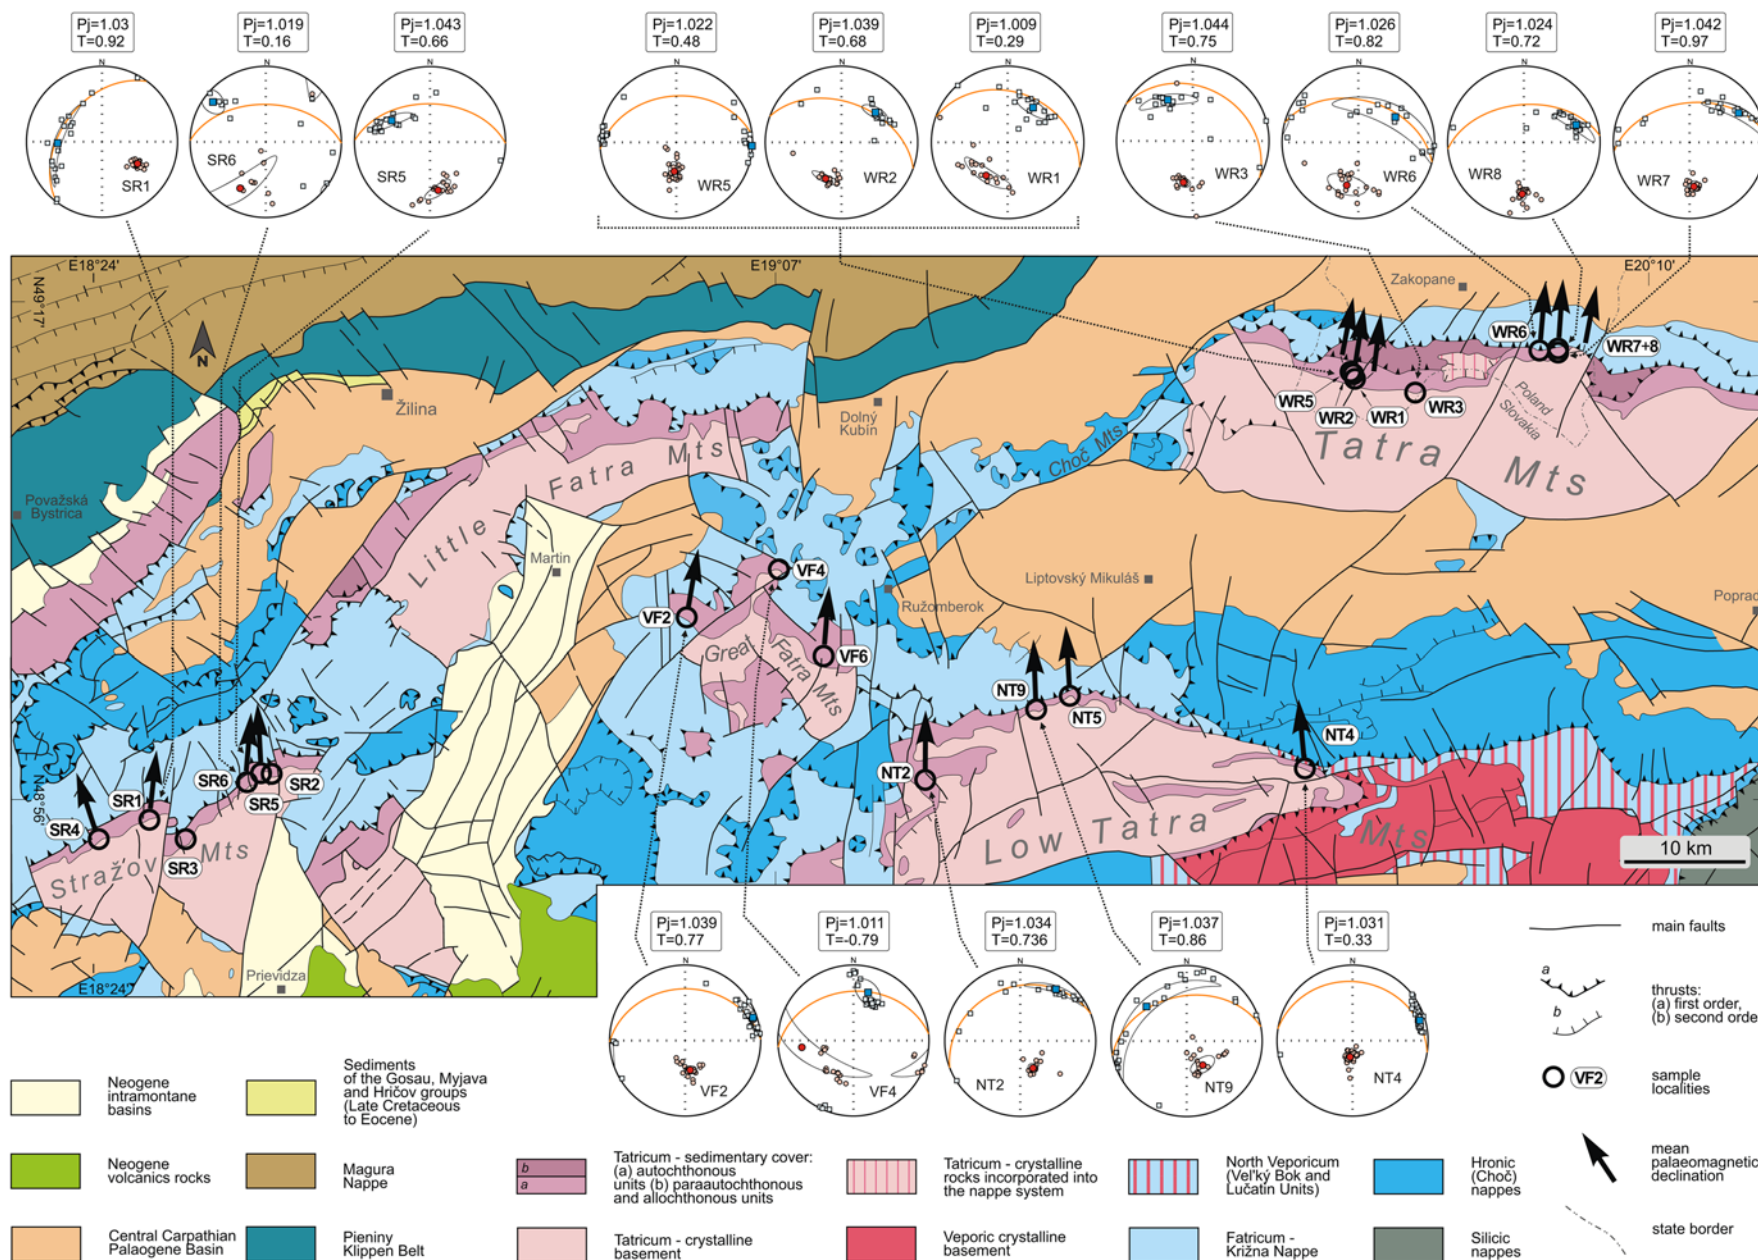 Pj=1.03
T=0.92
Pj=1.019
T=0.16
Pj=1.043
T=0.66
Pj=1.022
T=0.48
Pj=1.039
T=0.68
Pj=1.009
T=0.29
Pj=1.044
T=0.75
Pj=1.026
T=0.82
Pj=1.024
T=0.72
Pj=1.042
T=0.97
N
N
N
N
N
N
N
N
N
N
SR1
SR6
SR5
WR5
WR2
WR1
WR3
WR6
WR8
WR7
E18°24'
E19°07'
E20°10'
N49°17'
Zakopane
N
WR6
WR7+8
Žilina
Dolný
Kubín
WR5
WR2
WR1
WR3
Poland
Slovakia
Tatra
Mts
Choč Mts
Fatra Mts
Little
Považská
Bystrica
Martin
VF4
Liptovský Mikuláš
Ružomberok
Poprad
VF2
Great
Fatra Mts
VF6
NT9
NT5
NT4
NT2
SR6
SR5
SR2
SR1
SR4
SR3
N48°56'
Stražov Mts
Low Tatra
Mts
10 km
Prievidza
E18°24'
Pj=1.039
T=0.77
Pj=1.011
T=-0.79
Pj=1.034
T=0.736
Pj=1.037
T=0.86
Pj=1.031
T=0.33
N
N
N
N
N
VF2
VF4
NT2
NT9
NT4
main faults
a
b
thrusts:
(a) first order,
(b) second orde
VF2
sample
localities
mean
palaeomagnetic
declination
state border
Neogene
intramontane
basins
Sediments
of the Gosau, Myjava
and Hričov groups
(Late Cretaceous
to Eocene)
Neogene
volcanics rocks
Magura
Nappe
b
a
Tatricum - sedimentary cover:
(a) autochthonous
units (b) paraautochthonous
and allochthonous units
Tatricum - crystalline
rocks incorporated into
the nappe system
North Veporicum
(Vel'ký Bok and
Lučatin Units)
Hronic
(Choč)
nappes
Central Carpathian
Palaogene Basin
Pieniny
Klippen Belt
Tatricum - crystalline
basement
Veporic crystalline
basement
Fatricum -
Križna Nappe
Silicic
nappes